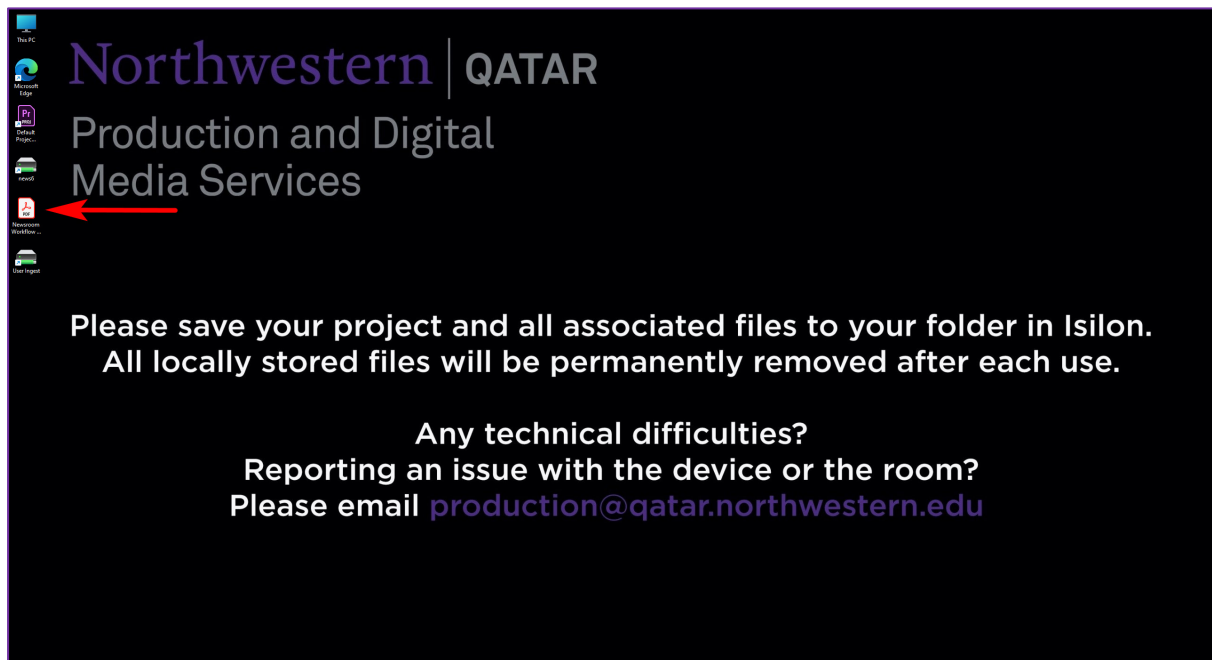 This PC
Microsoft
Edge
Pr
PROJ
Default
Projec...
news6
PDF
Newsroom
Workflow ...
User Ingest
Northwestern | QATAR
Production and Digital
Media Services
Please save your project and all associated files to your folder in Isilon.
All locally stored files will be permanently removed after each use.
Any technical difficulties?
Reporting an issue with the device or the room?
Please email production@qatar.northwestern.edu